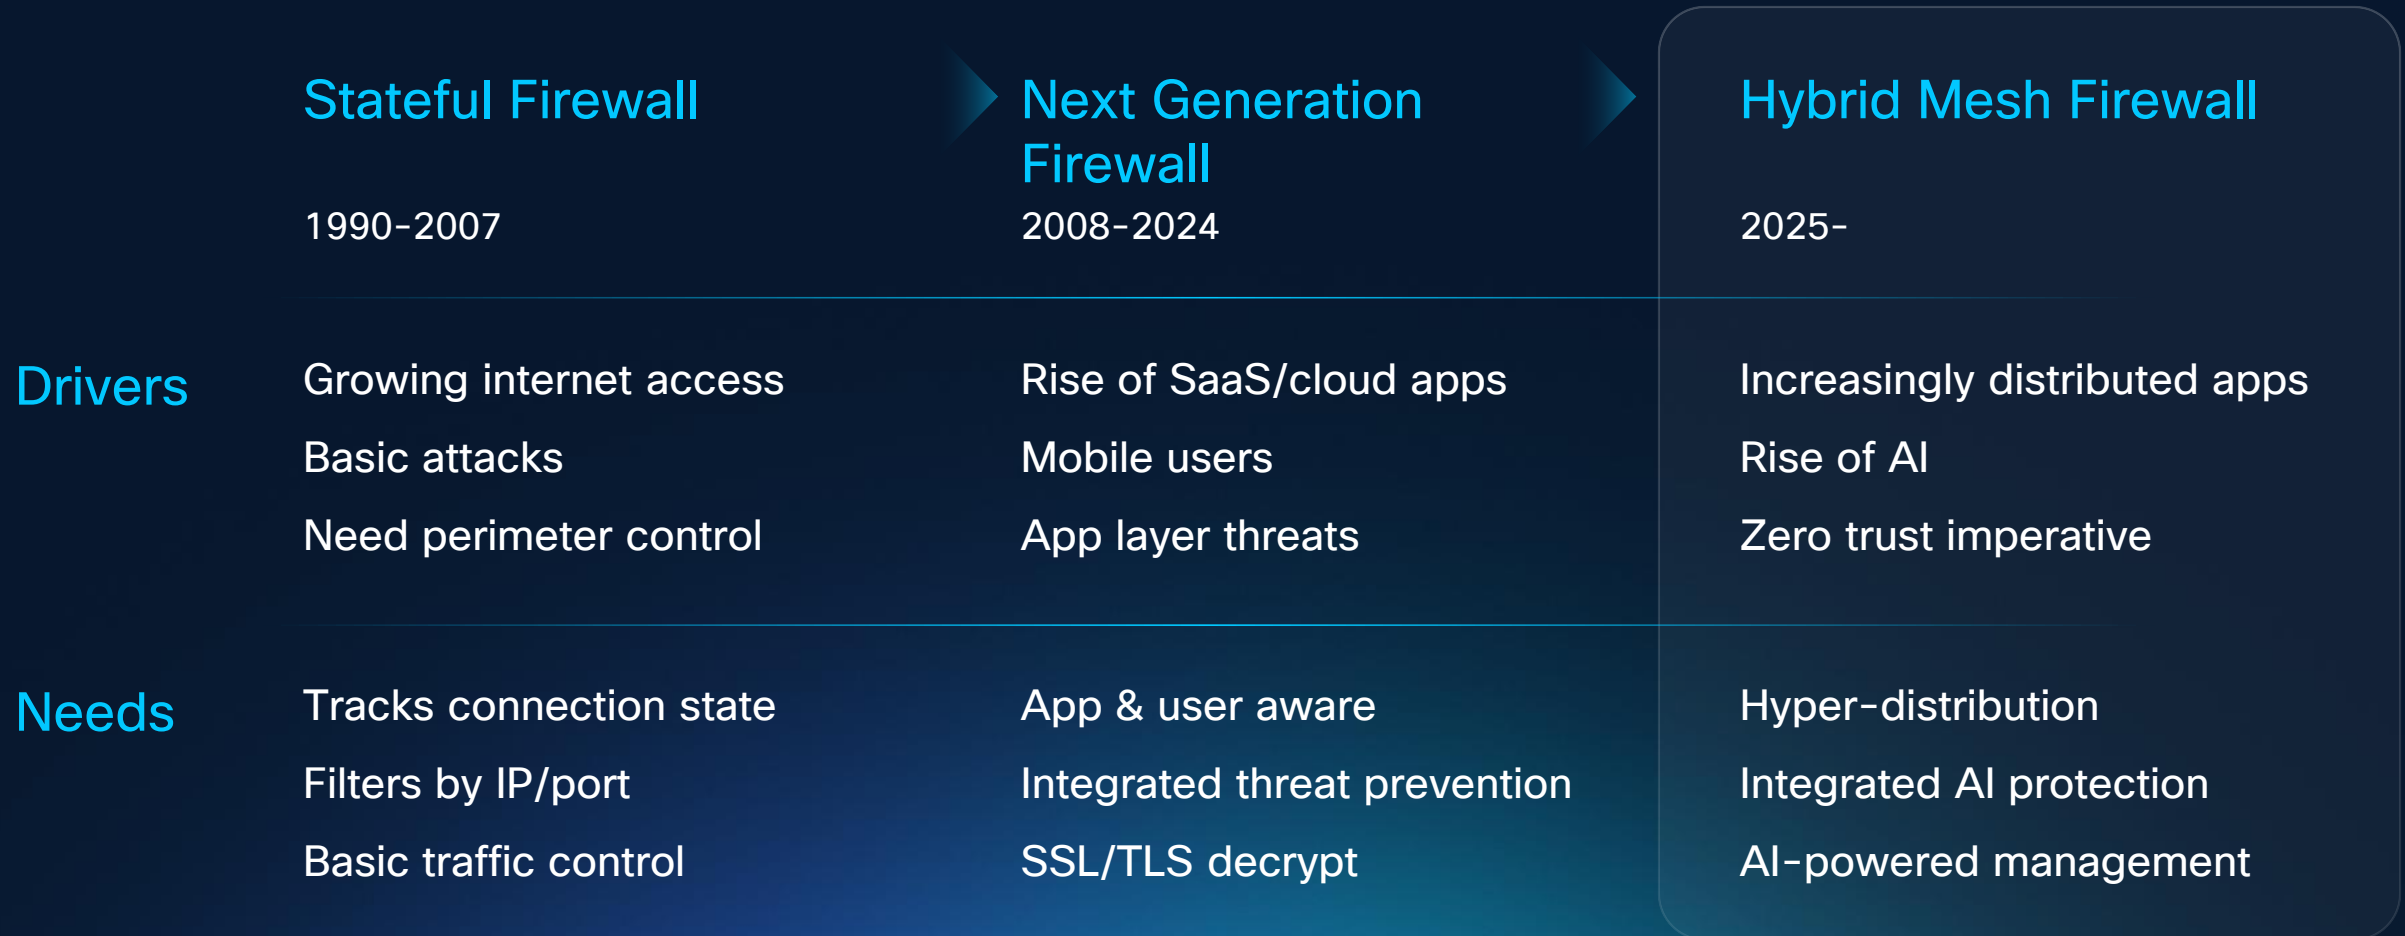 Stateful Firewall
Next Generation
Firewall
Hybrid Mesh Firewall
1990-2007
2008-2024
2025-
Drivers
Growing internet access
Rise of SaaS/cloud apps
Increasingly distributed apps
Basic attacks
Mobile users
Rise of AI
Need perimeter control
App layer threats
Zero trust imperative
Needs
Tracks connection state
App & user aware
Hyper-distribution
Filters by IP/port
Integrated threat prevention
Integrated AI protection
Basic traffic control
SSL/TLS decrypt
AI-powered management